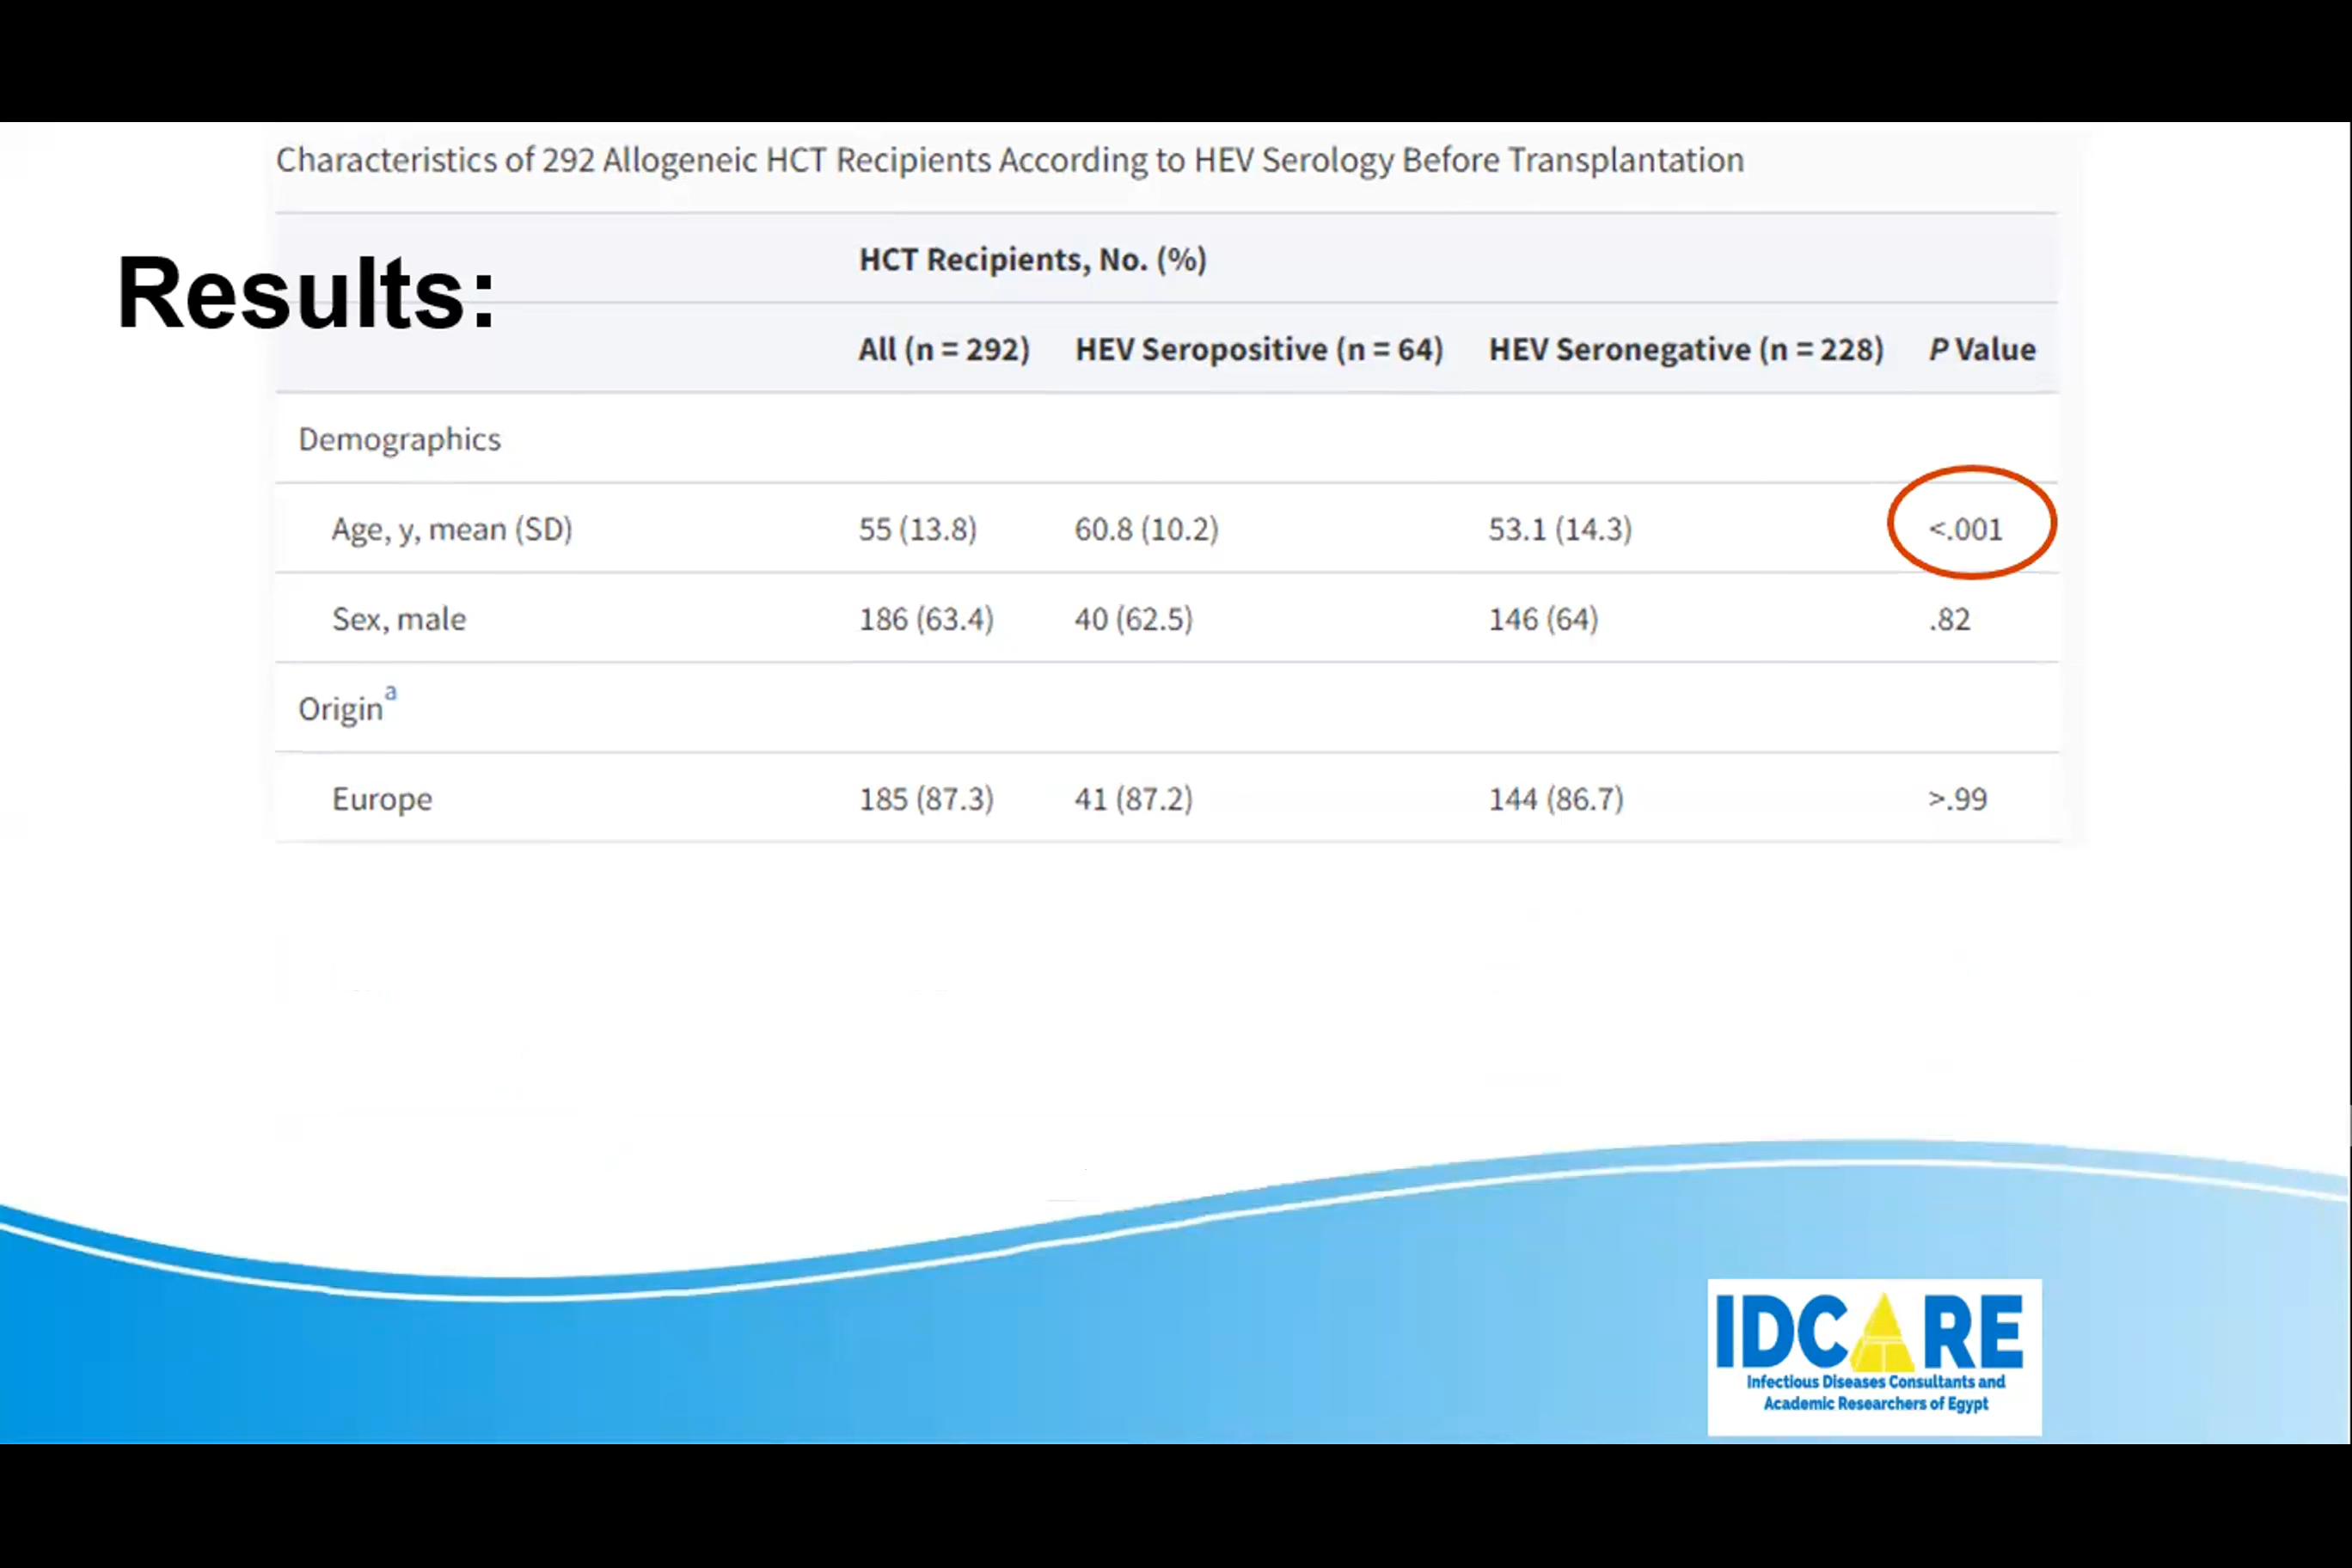 Characteristics of 292 Allogeneic HCT Recipients According to HEV Serology Before Transplantation
Results:
HCT Recipients, No. (%)
All (n = 292) HEV Seropositive (n = 64) HEV Seronegative (n = 228) P Value
Demographics
Age, y, mean (SD) 55 (13.8) 60.8 (10.2) 53.1 (14.3) <.001
Sex, male 186 (63.4) 40 (62.5) 146 (64) .82
Origin a
Europe 185 (87.3) 41 (87.2) 144 (86.7) >.99
IDCARE
Infectious Diseases Consultants and
Academic Researchers of Egypt